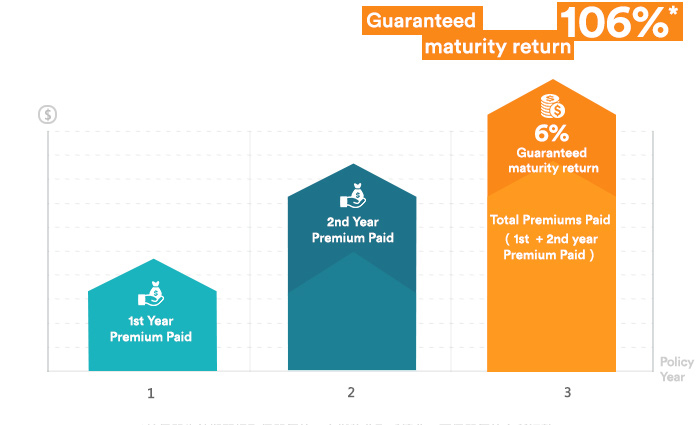 Guaranteed
maturity return
106%*
$
6%
Guaranteed
maturity return
2nd Year
Premium Paid
Total Premiums Paid
( 1st + 2nd year
Premium Paid )
1st Year
Premium Paid
Policy
Year
1
2
3